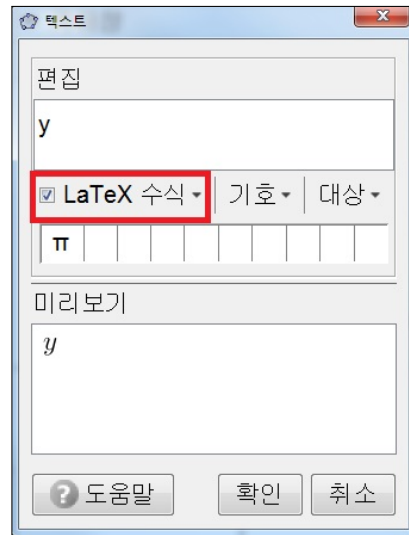 텍스트
편집
y
LaTeX 수식 기호 대상
π
미리보기
y
? 도움말 확인 취소